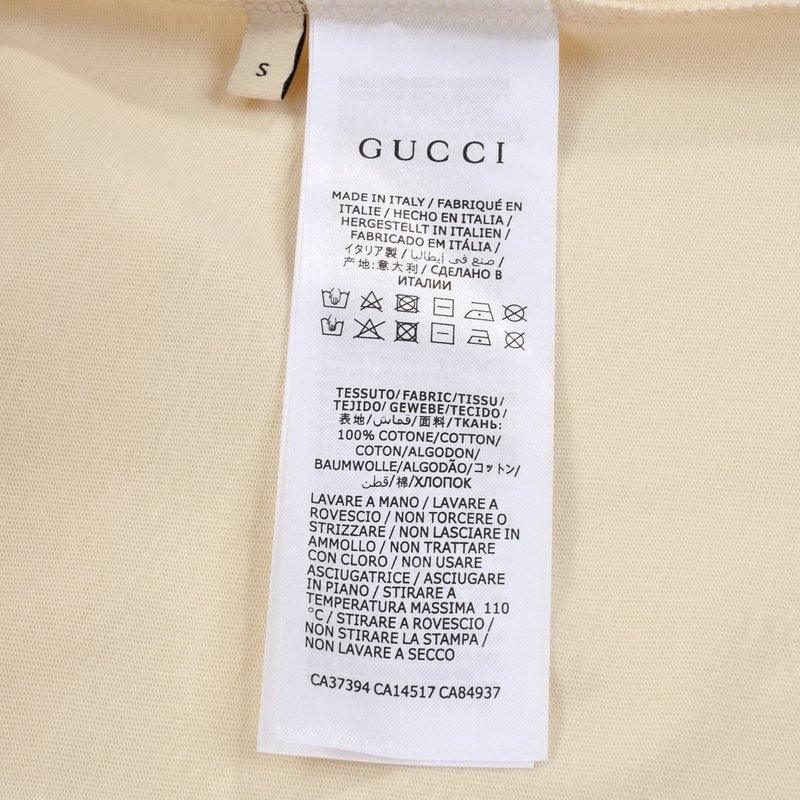 S
GUCCI
MADE IN ITALY / FABRIQUÉ EN
ITALIE / HECHO EN ITALIA /
HERGESTELLT IN ITALIEN /
FABRICADO EM ITÁLIA /
イタリア製 / صنع في إيطاليا /
产地:意大利 / СДЕЛАНО В
ИТАЛИИ
TESSUTO/FABRIC/TISSU/
TEJIDO/ GEWEBE/TECIDO/
表地/قماش/面料/ТКАНЬ:
100% COTONE/COTTON/
COTON/ALGODON/
BAUMWOLLE/ALGODÃO/コットン/
قطن/棉/ХЛОПОК
LAVARE A MANO / LAVARE A
ROVESCIO / NON TORCERE O
STRIZZARE / NON LASCIARE IN
AMMOLLO / NON TRATTARE
CON CLORO / NON USARE
ASCIUGATRICE / ASCIUGARE
IN PIANO / STIRARE A
TEMPERATURA MASSIMA 110
°C / STIRARE A ROVESCIO /
NON STIRARE LA STAMPA /
NON LAVARE A SECCO
CA37394 CA14517 CA84937